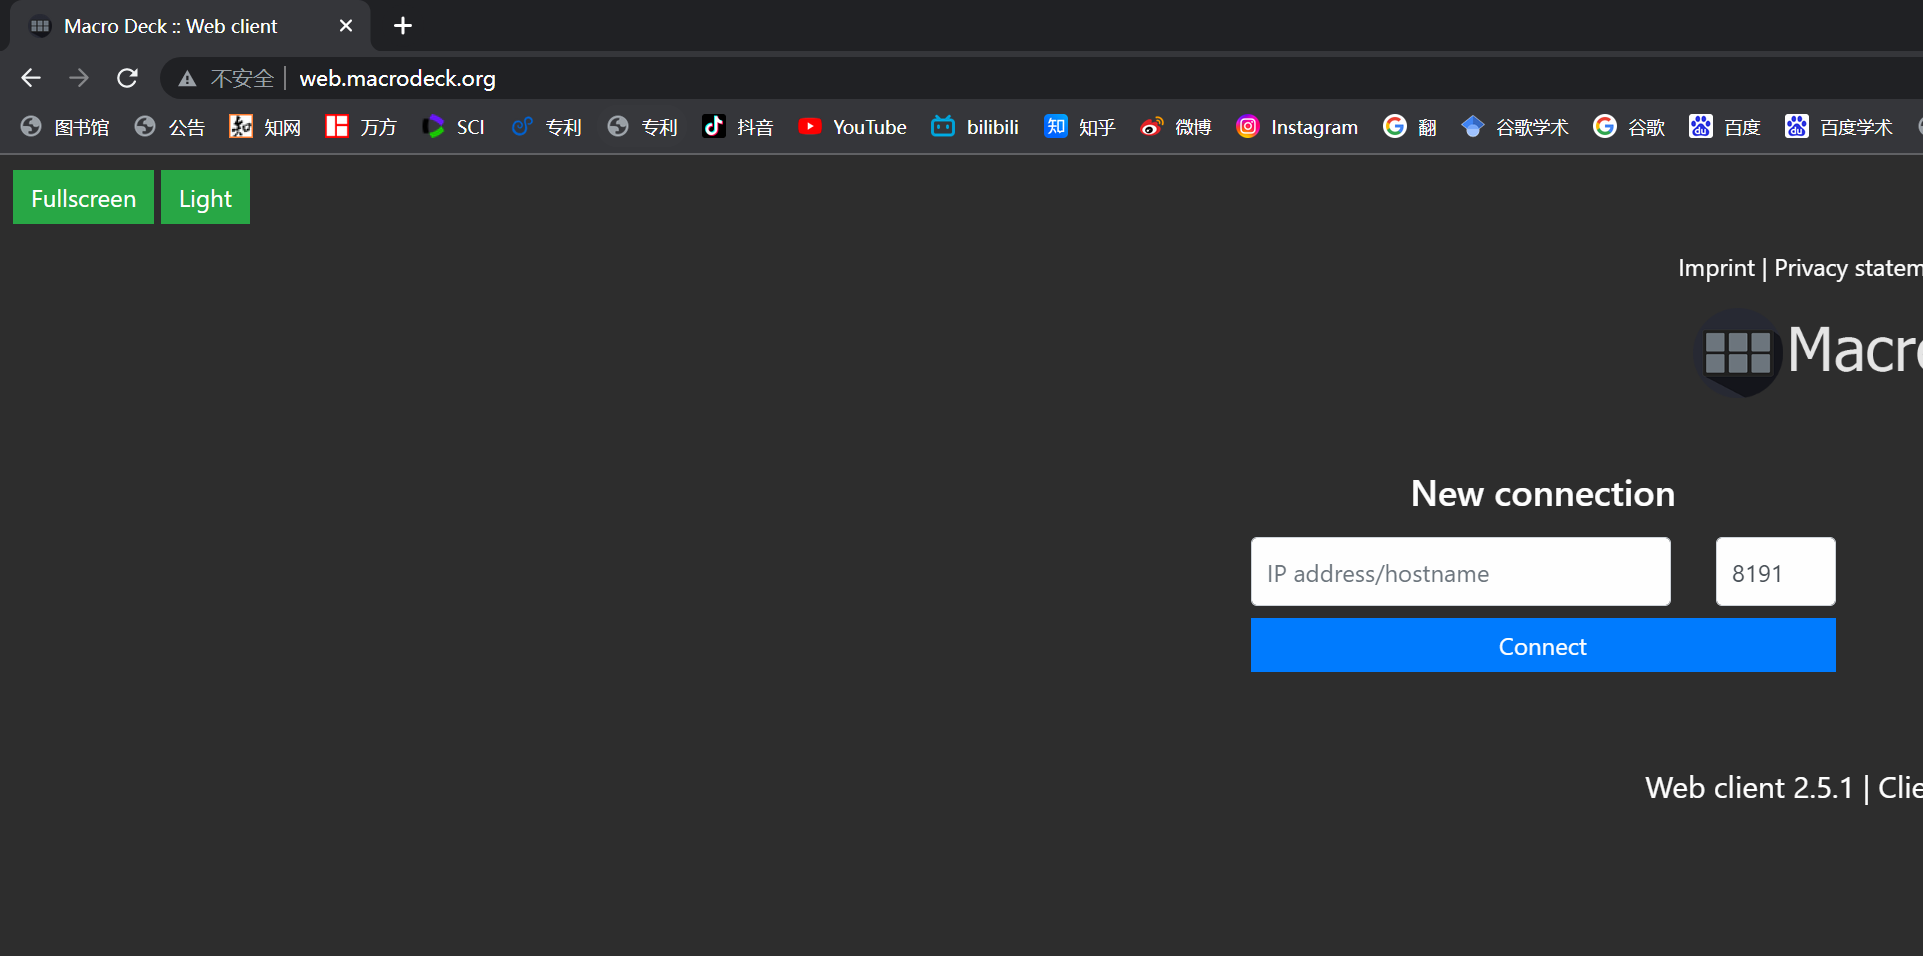 Macro Deck :: Web client
不安全 web.macrodeck.org
图书馆 公告 知网 万方 SCI 专利 专利 抖音 YouTube bilibili 知乎 微博 Instagram 翻 谷歌学术 谷歌 百度 百度学术
Fullscreen Light
Imprint | Privacy statem
Macro
New connection
IP address/hostname 8191
Connect
Web client 2.5.1 | Clie